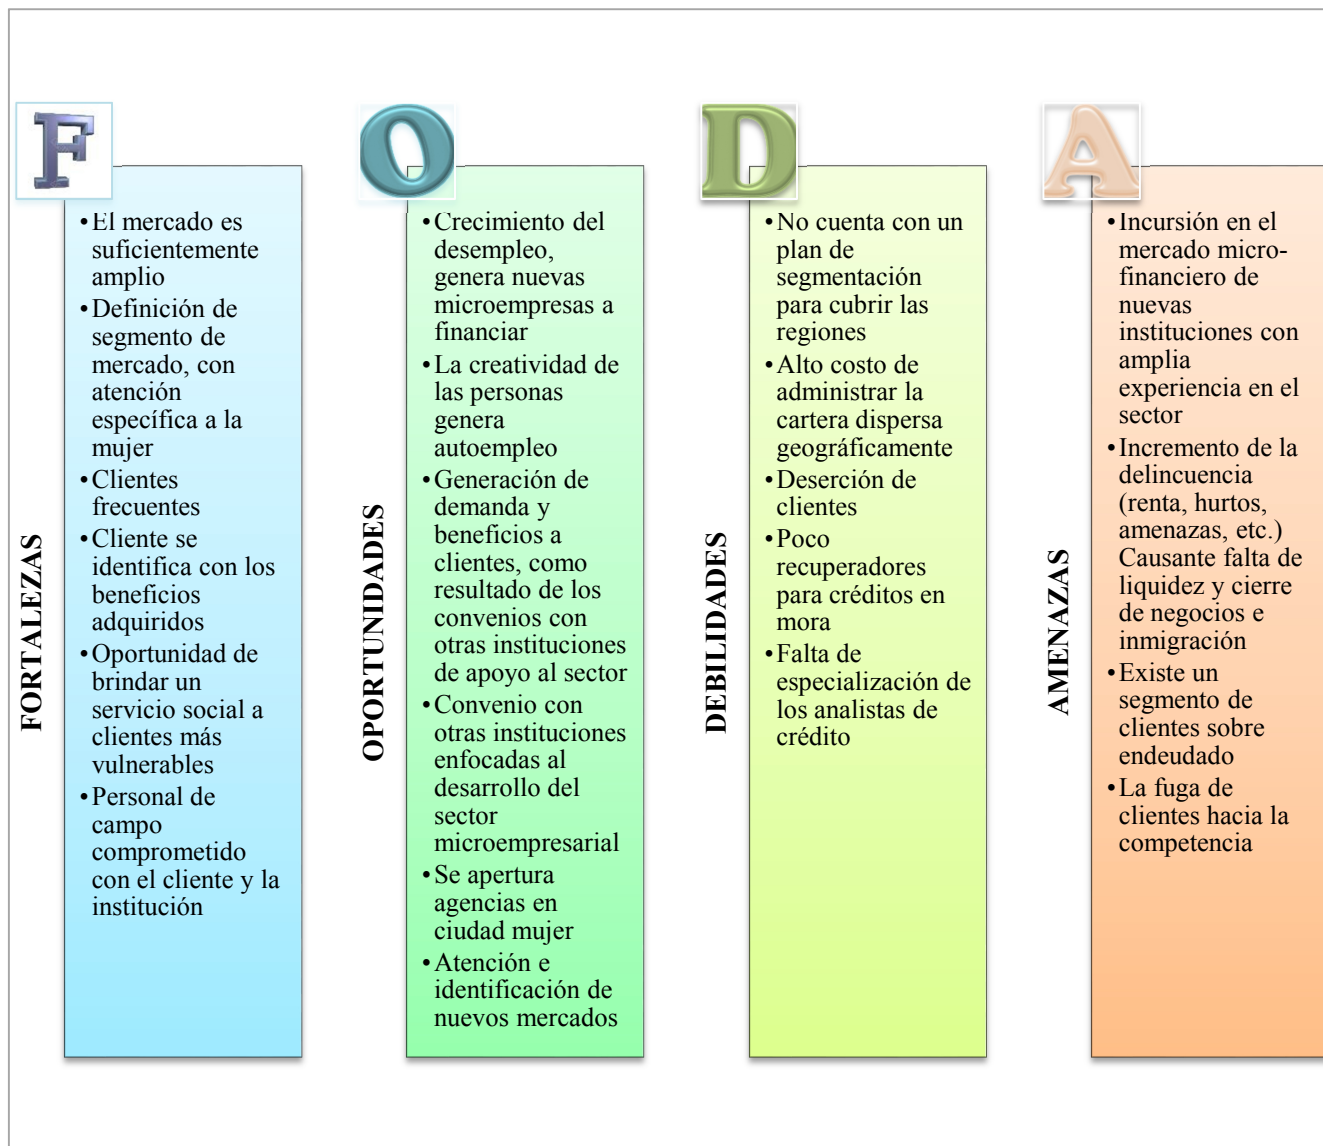 F
FORTALEZAS
•El mercado es
suficientemente
amplio
•Definición de
segmento de
mercado, con
atención
específica a la
mujer
•Clientes
frecuentes
•Cliente se
identifica con los
beneficios
adquiridos
•Oportunidad de
brindar un
servicio social a
clientes más
vulnerables
•Personal de
campo
comprometido
con el cliente y la
institución
O
OPORTUNIDADES
•Crecimiento del
desempleo,
genera nuevas
microempresas a
financiar
•La creatividad de
las personas
genera
autoempleo
•Generación de
demanda y
beneficios a
clientes, como
resultado de los
convenios con
otras instituciones
de apoyo al sector
•Convenio con
otras instituciones
enfocadas al
desarrollo del
sector
microempresarial
•Se apertura
agencias en
ciudad mujer
•Atención e
identificación de
nuevos mercados
D
DEBILIDADES
•No cuenta con un
plan de
segmentación
para cubrir las
regiones
•Alto costo de
administrar la
cartera dispersa
geográficamente
•Deserción de
clientes
•Poco
recuperadores
para créditos en
mora
•Falta de
especialización de
los analistas de
crédito
A
AMENAZAS
•Incursión en el
mercado micro-
financiero de
nuevas
instituciones con
amplia
experiencia en el
sector
•Incremento de la
delincuencia
(renta, hurtos,
amenazas, etc.)
Causante falta de
liquidez y cierre
de negocios e
inmigración
•Existe un
segmento de
clientes sobre
endeudado
•La fuga de
clientes hacia la
competencia